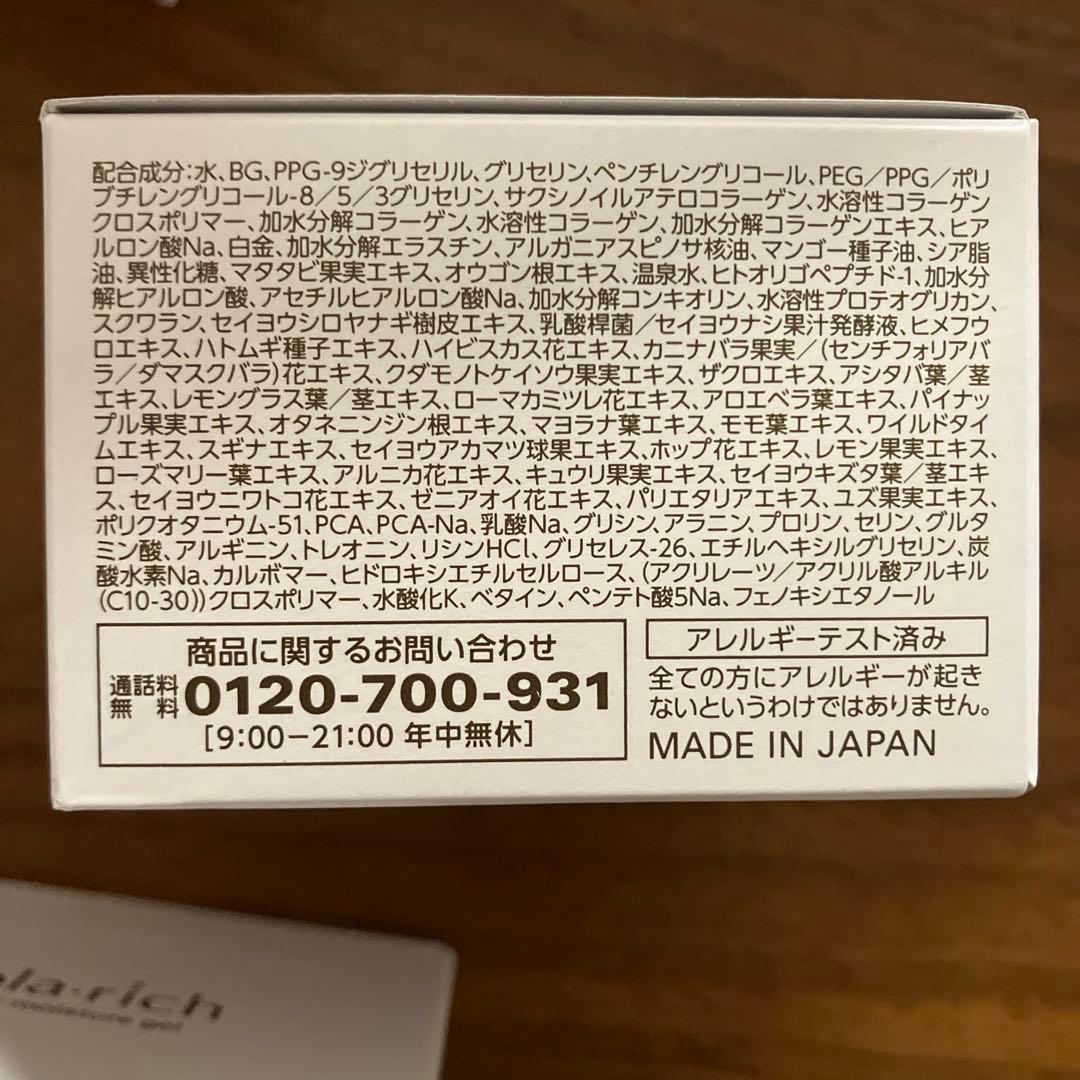 配合成分:水、BG、PPG-9ジグリセリル、グリセリン、ペンチレングリコール、PEG/PPG/ポリ
ブチレングリコール-8/5/3グリセリン、サクシノイルアテロコラーゲン、水溶性コラーゲン
クロスポリマー、加水分解コラーゲン、水溶性コラーゲン、加水分解コラーゲンエキス、ヒア
ルロン酸Na、白金、加水分解エラスチン、アルガニアスピノサ核油、マンゴー種子油、シア脂
油、異性化糖、マタタビ果実エキス、オウゴン根エキス、温泉水、ヒトオリゴペプチド-1、加水分
解ヒアルロン酸、アセチルヒアルロン酸Na、加水分解コンキオリン、水溶性プロテオグリカン、
スクワラン、セイヨウシロヤナギ樹皮エキス、乳酸桿菌/セイヨウナシ果汁発酵液、ヒメフウ
ロエキス、ハトムギ種子エキス、ハイビスカス花エキス、カニナバラ果実/(センチフォリアバ
ラ/ダマスクバラ)花エキス、クダモノトケイソウ果実エキス、ザクロエキス、アシタバ葉/茎
エキス、レモングラス葉/茎エキス、ローマカミツレ花エキス、アロエベラ葉エキス、パイナッ
プル果実エキス、オタネニンジン根エキス、マヨラナ葉エキス、モモ葉エキス、ワイルドタイ
ムエキス、スギナエキス、セイヨウアカマツ球果エキス、ホップ花エキス、レモン果実エキス、
ローズマリー葉エキス、アルニカ花エキス、キュウリ果実エキス、セイヨウキズタ葉/茎エキ
ス、セイヨウニワトコ花エキス、ゼニアオイ花エキス、パリエタリアエキス、ユズ果実エキス、
ポリクオタニウム-51、PCA、PCA-Na、乳酸Na、グリシン、アラニン、プロリン、セリン、グルタ
ミン酸、アルギニン、トレオニン、リシンHCl、グリセレス-26、エチルヘキシルグリセリン、炭
酸水素Na、カルボマー、ヒドロキシエチルセルロース、(アクリレーツ/アクリル酸アルキル
(C10-30))クロスポリマー、水酸化K、ベタイン、ペンテト酸5Na、フェノキシエタノール
商品に関するお問い合わせ
通話料無料 0120-700-931
[9:00-21:00 年中無休]
アレルギーテスト済み
全ての方にアレルギーが起き
ないというわけではありません。
MADE IN JAPAN
la・rich
moisture gel